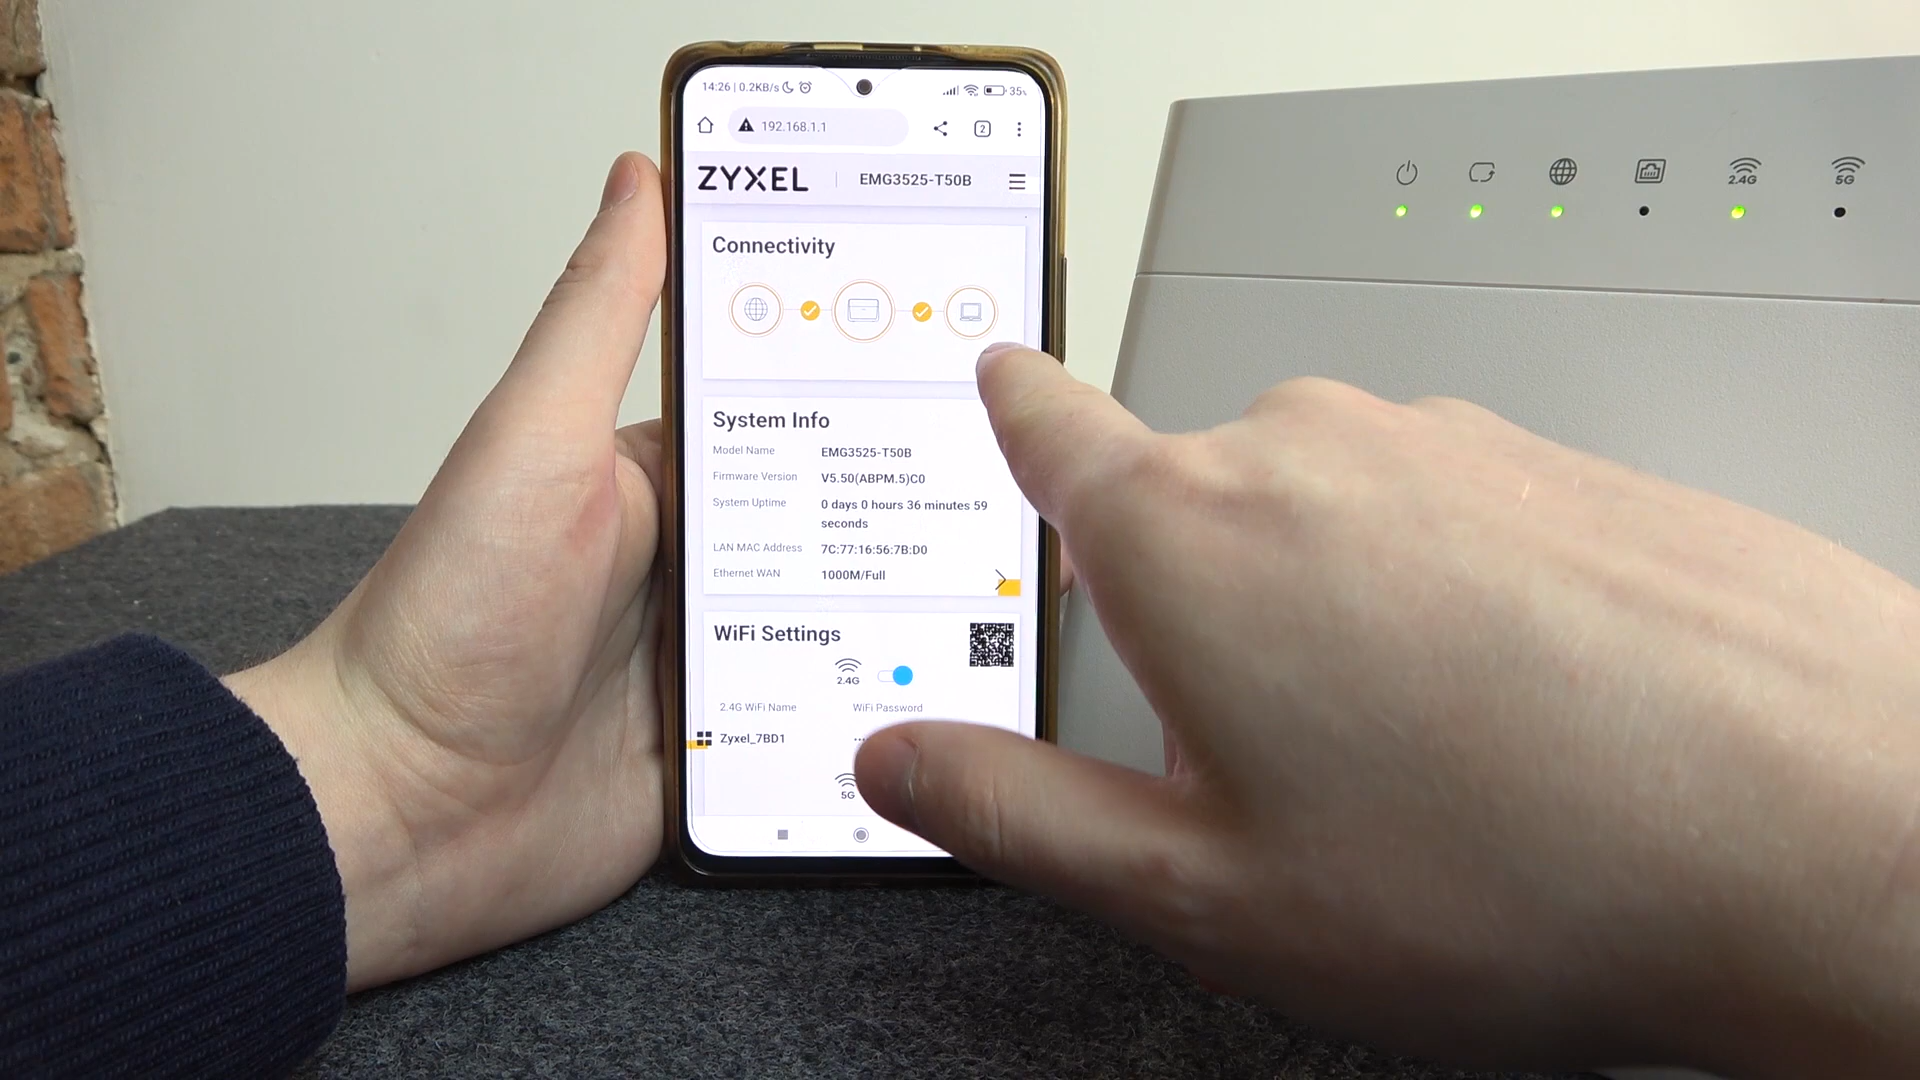 14:26 | 0.2KB/s 35%
192.168.1.1 2
ZYXEL | EMG3525-T50B
Connectivity
System Info
Model Name EMG3525-T50B
Firmware Version V5.50(ABPM.5)C0
System Uptime 0 days 0 hours 36 minutes 59
seconds
LAN MAC Address 7C:77:16:56:7B:D0
Ethernet WAN 1000M/Full
WiFi Settings
2.4G
2.4G WiFi Name WiFi Password
Zyxel_7BD1
5G
2.4G 5G